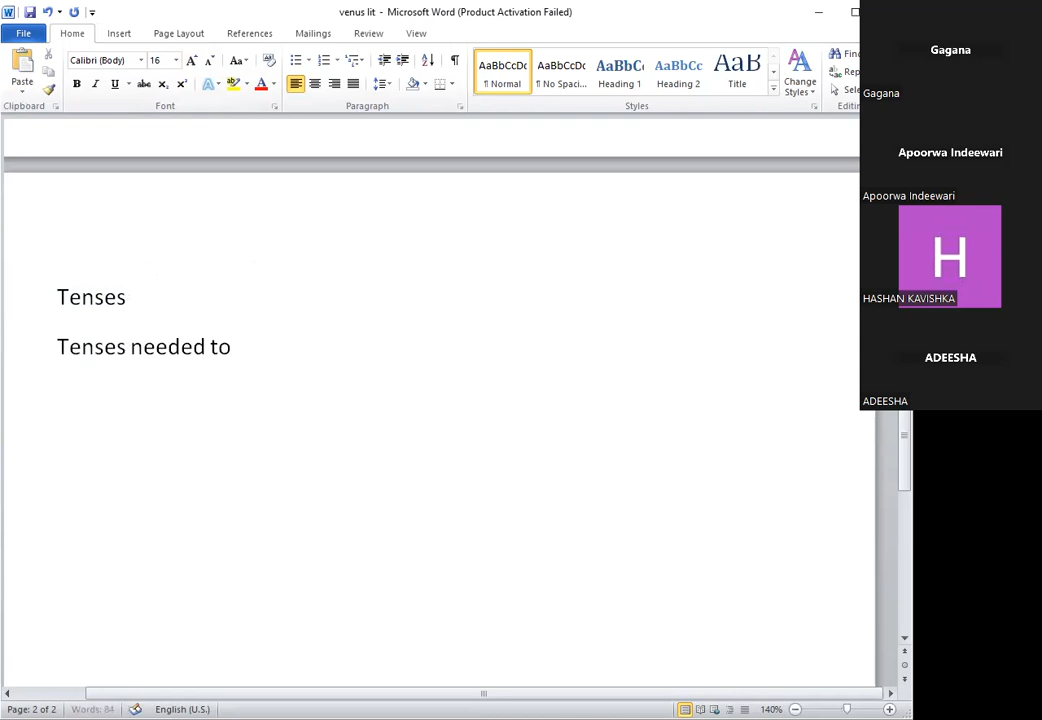 venus lit - Microsoft Word (Product Activation Failed)
File Home Insert Page Layout References Mailings Review View
Paste
Calibri (Body) 16
Clipboard Font Paragraph Styles
AaBbCcDc AaBbCcDc AaBbC AaBbCc AaB
¶ Normal ¶ No Spaci... Heading 1 Heading 2 Title
Change Styles
Tenses
Tenses needed to
Gagana
Gagana
Apoorwa Indeewari
Apoorwa Indeewari
H
HASHAN KAVISHKA
ADEESHA
ADEESHA
Page: 2 of 2 Words: 84 English (U.S.) 140%